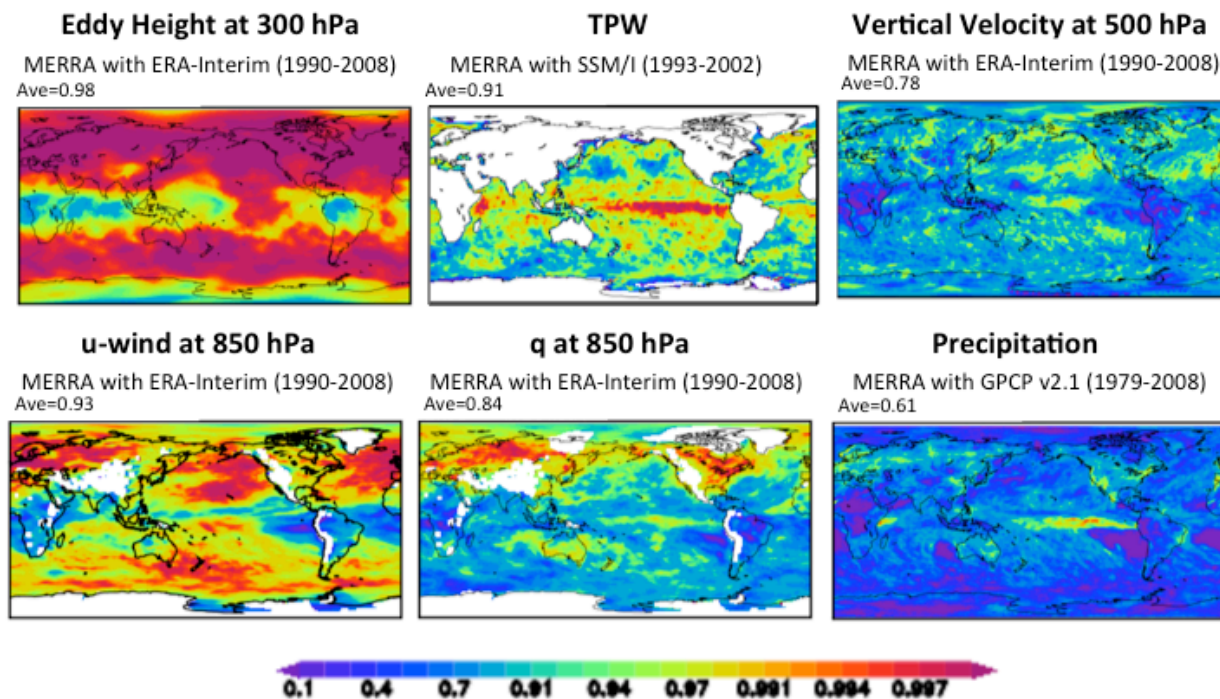 Eddy Height at 300 hPa
MERRA with ERA-Interim (1990-2008)
Ave=0.98
TPW
MERRA with SSM/I (1993-2002)
Ave=0.91
Vertical Velocity at 500 hPa
MERRA with ERA-Interim (1990-2008)
Ave=0.78
u-wind at 850 hPa
MERRA with ERA-Interim (1990-2008)
Ave=0.93
q at 850 hPa
MERRA with ERA-Interim (1990-2008)
Ave=0.84
Precipitation
MERRA with GPCP v2.1 (1979-2008)
Ave=0.61
0.1 0.4 0.7 0.91 0.94 0.97 0.991 0.994 0.997